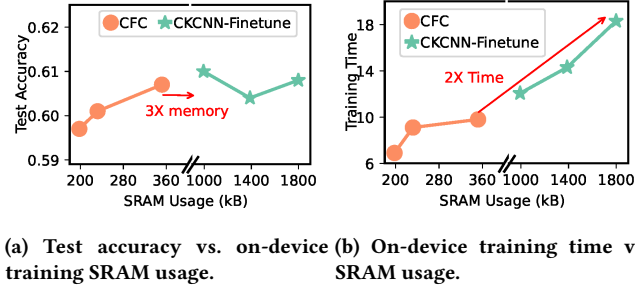 CFC
CKCNN-Finetune
0.62
0.61
0.60
0.59
Test Accuracy
3X memory
200 280 360 1000 1400 1800
SRAM Usage (kB)
CFC
CKCNN-Finetune
18
14
10
6
Training Time
2X Time
200 280 360 1000 1400 1800
SRAM Usage (kB)
(a) Test accuracy vs. on-device
training SRAM usage.
(b) On-device training time v
SRAM usage.